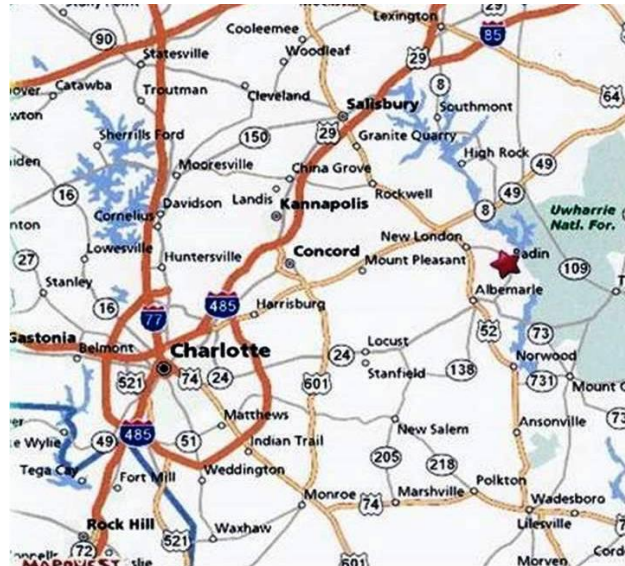 Cooleemee
Lexington
29
85
90
Statesville
Woodleaf
29
Catawba
Troutman
Cleveland
8
64
Salisbury
Southmont
Sherrills Ford
150
29
Granite Quarry
High Rock
49
Mooresville
China Grove
16
Landis
Rockwell
49
Davidson
Kannapolis
8
Cornelius
Uwharrie
Natl. For.
Lowesville
Huntersville
Concord
New London
27
Mount Pleasant
109
Stanley
16
485
Albemarle
77
Harrisburg
52
73
Belmont
Charlotte
24
Locust
Norwood
521
74
24
Stanfield
138
731
601
Matthews
New Salem
Ansonville
73
49
485
51
Indian Trail
Tega Cay
205
218
Fort Mill
Weddington
Polkton
Monroe
74
Marshville
Wadesboro
Rock Hill
521
Waxhaw
Lilesville
72
601
Morven